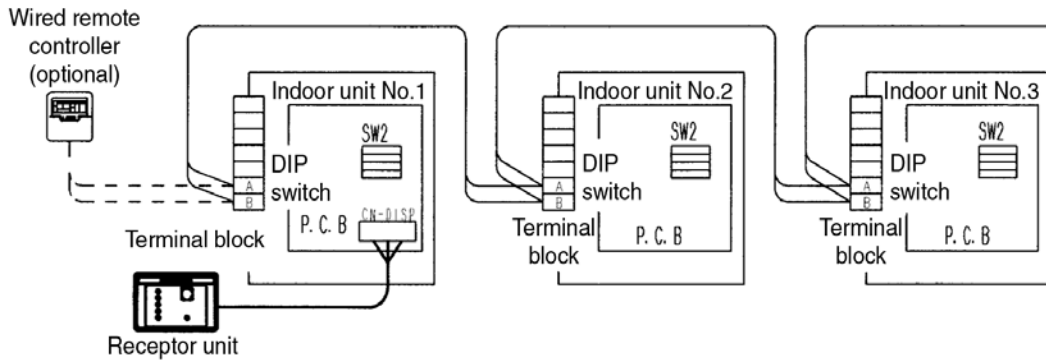 Wired remote
controller
(optional)
Indoor unit No.1
SW2
DIP
switch
A
B
CN-DISP
P. C. B
Terminal block
Receptor unit
Indoor unit No.2
SW2
DIP
switch
A
B
Terminal
block
P. C. B
Indoor unit No.3
SW2
DIP
switch
A
B
Terminal
block
P. C. B